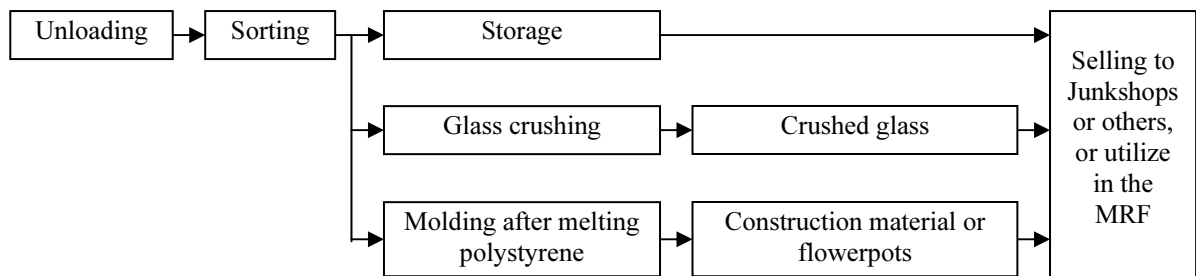 Unloading
Sorting
Storage
Selling to
Junkshops
or others,
or utilize
in the
MRF
Glass crushing
Crushed glass
Molding after melting
polystyrene
Construction material or
flowerpots